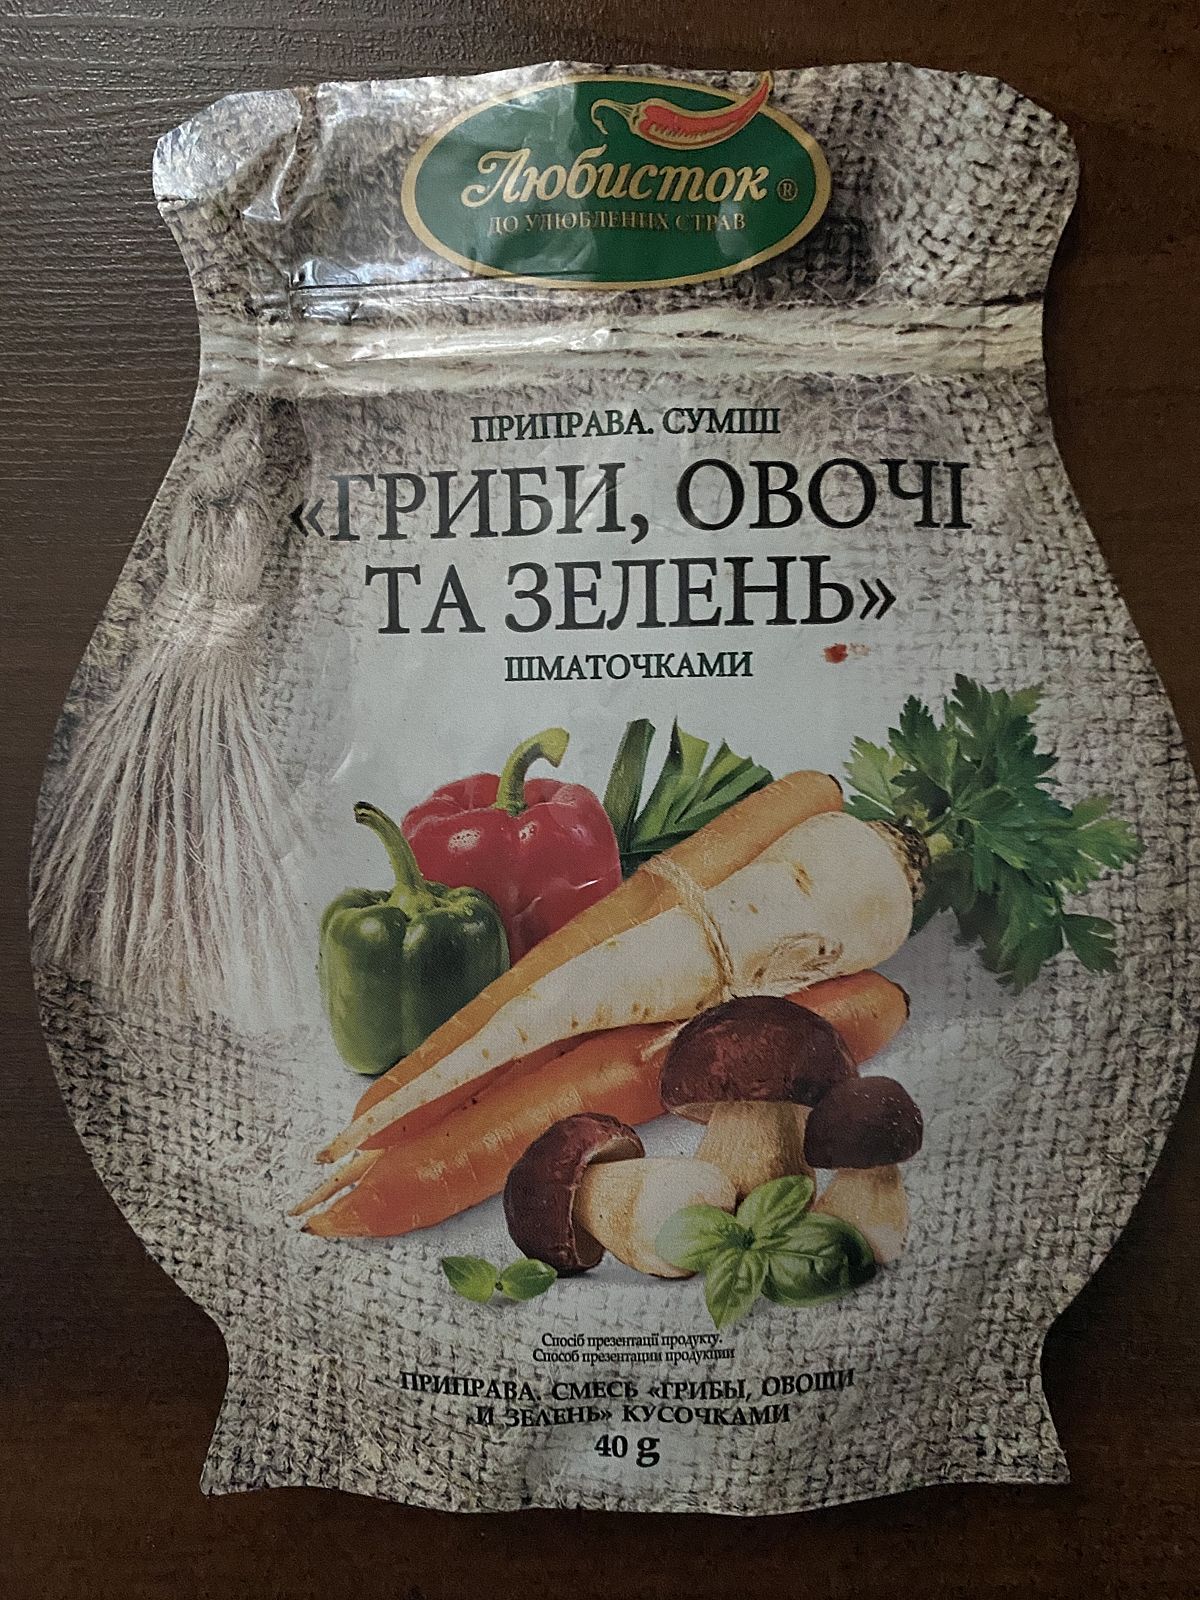 Любисток ®
ДО УЛЮБЛЕНИХ СТРАВ
ПРИПРАВА. СУМІШ
«ГРИБИ, ОВОЧІ
ТА ЗЕЛЕНЬ»
ШМАТОЧКАМИ
Спосіб презентації продукту.
Способ презентации продукции
ПРИПРАВА. СМЕСЬ «ГРИБЫ, ОВОЩИ
И ЗЕЛЕНЬ» КУСОЧКАМИ
40 g